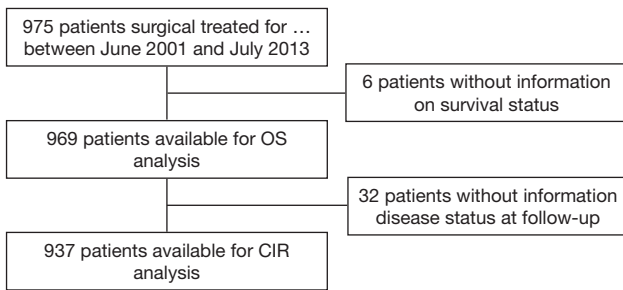 975 patients surgical treated for ...
between June 2001 and July 2013
6 patients without information
on survival status
969 patients available for OS
analysis
32 patients without information
disease status at follow-up
937 patients available for CIR
analysis